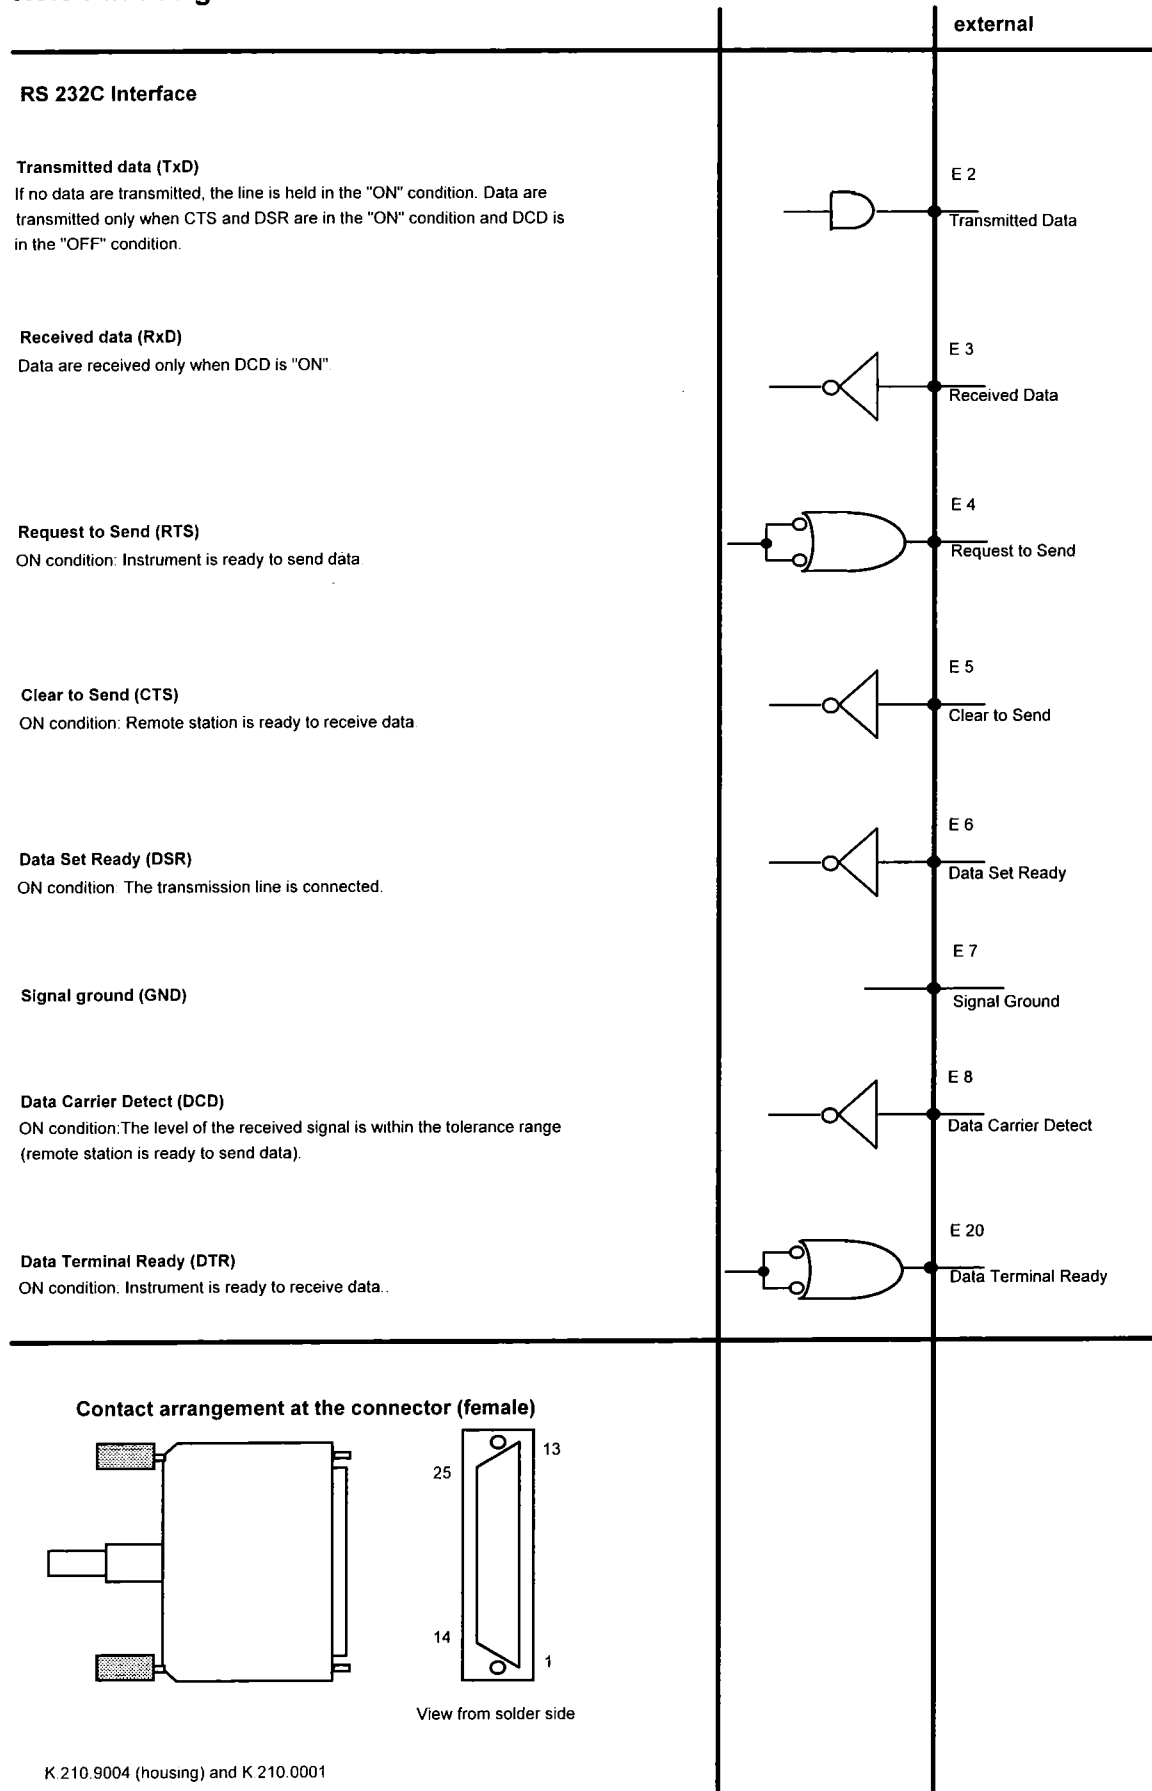 external
RS 232C Interface
Transmitted data (TxD)
If no data are transmitted, the line is held in the "ON" condition. Data are
transmitted only when CTS and DSR are in the "ON" condition and DCD is
in the "OFF" condition.
E 2
Transmitted Data
Received data (RxD)
Data are received only when DCD is "ON".
E 3
Received Data
Request to Send (RTS)
ON condition: Instrument is ready to send data.
E 4
Request to Send
Clear to Send (CTS)
ON condition: Remote station is ready to receive data.
E 5
Clear to Send
Data Set Ready (DSR)
ON condition: The transmission line is connected.
E 6
Data Set Ready
Signal ground (GND)
E 7
Signal Ground
Data Carrier Detect (DCD)
ON condition:The level of the received signal is within the tolerance range
(remote station is ready to send data).
E 8
Data Carrier Detect
Data Terminal Ready (DTR)
ON condition. Instrument is ready to receive data..
E 20
Data Terminal Ready
Contact arrangement at the connector (female)
13
25
14
1
View from solder side
K.210.9004 (housing) and K 210.0001